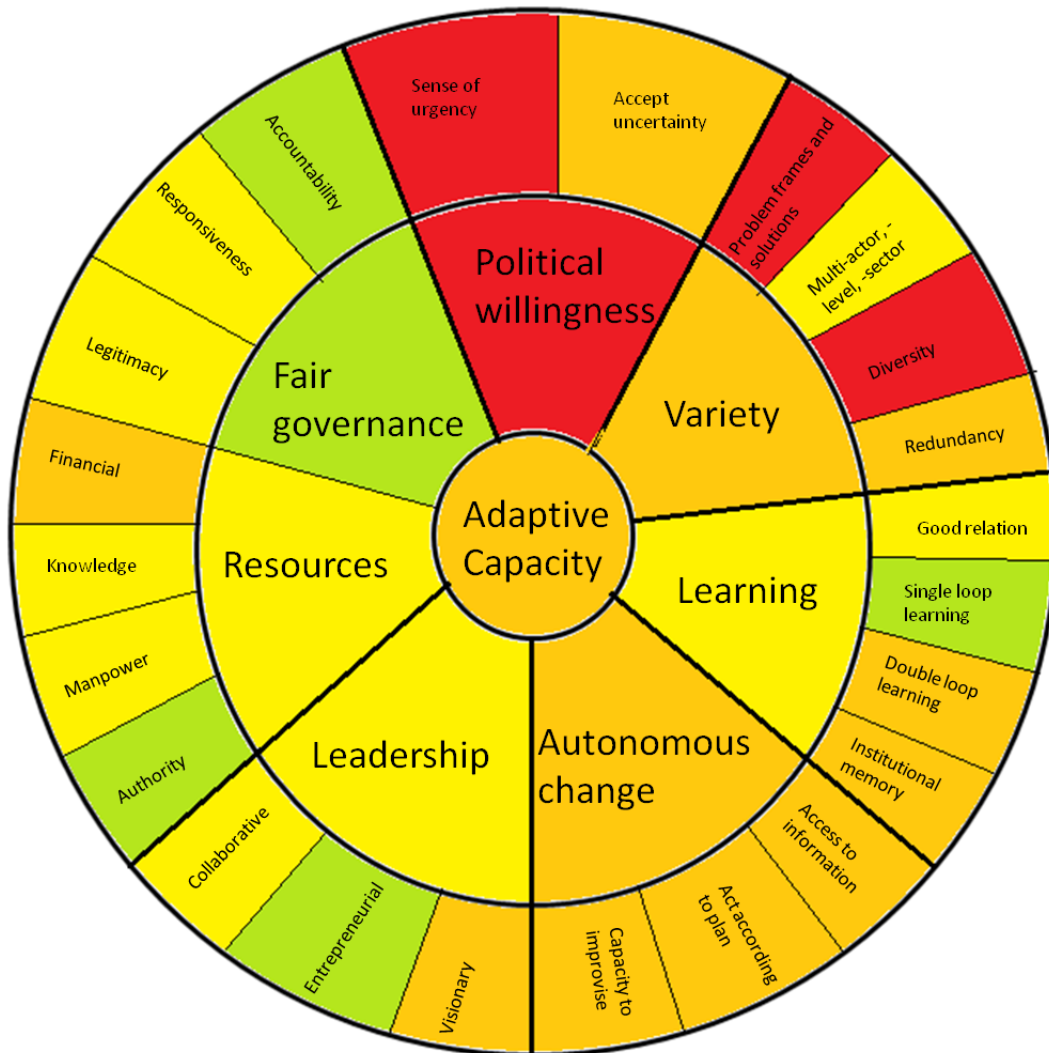 Adaptive
Capacity
Political
willingness
Sense of
urgency
Accept
uncertainty
Variety
Problem frames and
solutions
Multi-actor, -
level, -sector
Diversity
Redundancy
Learning
Good relation
Single loop
learning
Double loop
learning
Institutional
memory
Autonomous
change
Access to
information
Act according
to plan
Capacity to
improvise
Leadership
Visionary
Entrepreneurial
Collaborative
Resources
Authority
Manpower
Knowledge
Financial
Fair
governance
Legitimacy
Responsiveness
Accountability